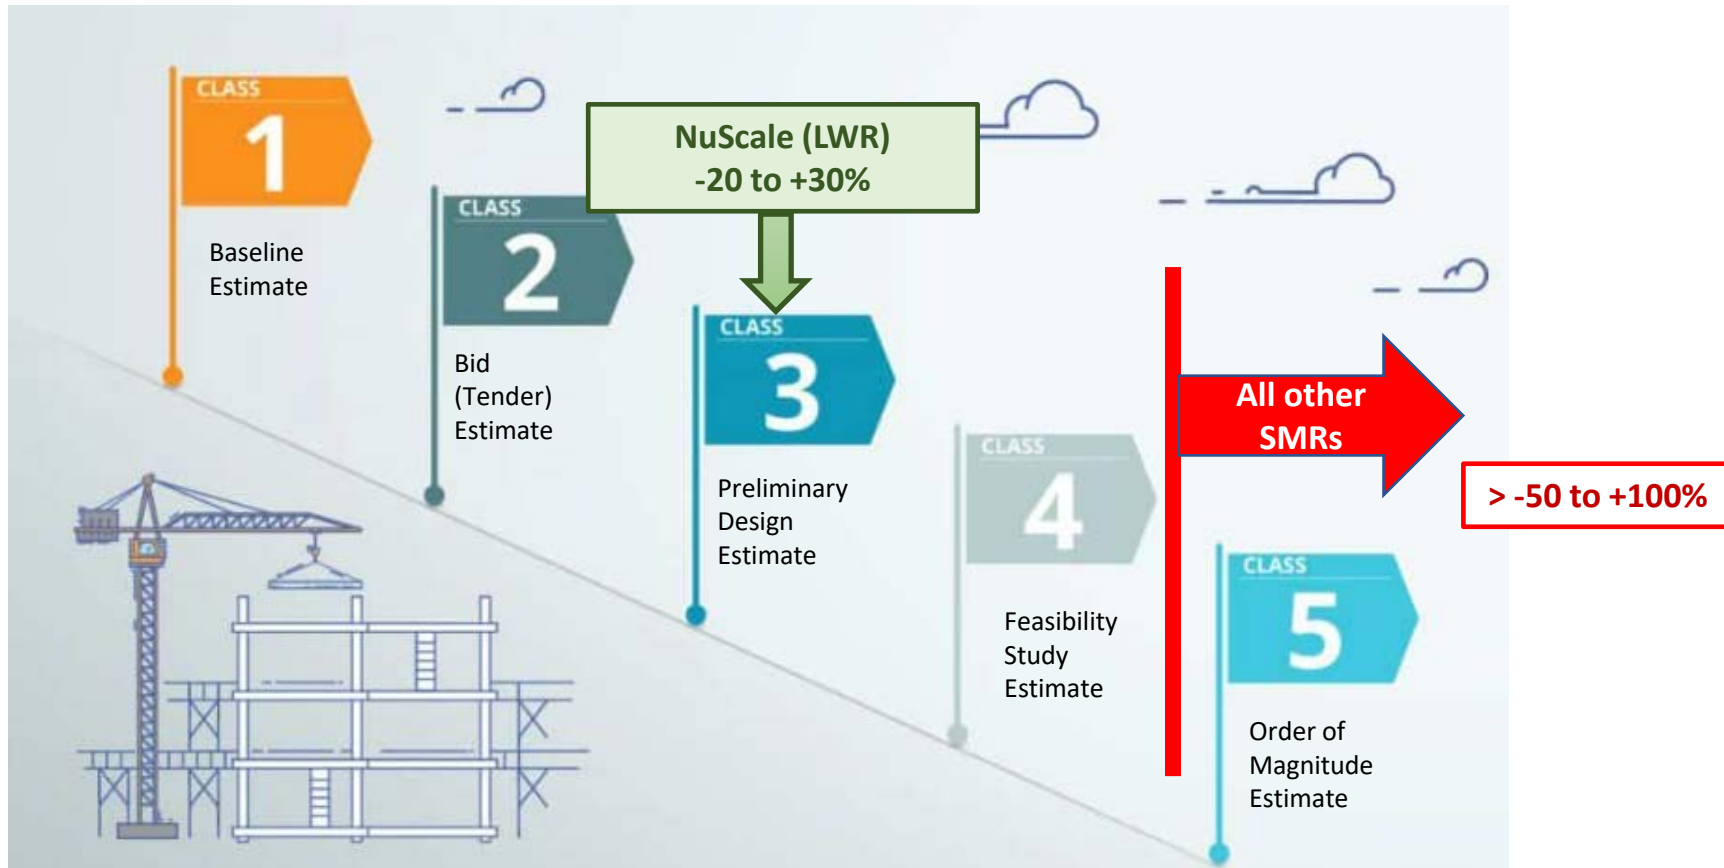 CLASS
1
Baseline
Estimate
NuScale (LWR)
-20 to +30%
CLASS
2
Bid
(Tender)
Estimate
CLASS
3
Preliminary
Design
Estimate
CLASS
4
Feasibility
Study
Estimate
All other
SMRs
> -50 to +100%
CLASS
5
Order of
Magnitude
Estimate